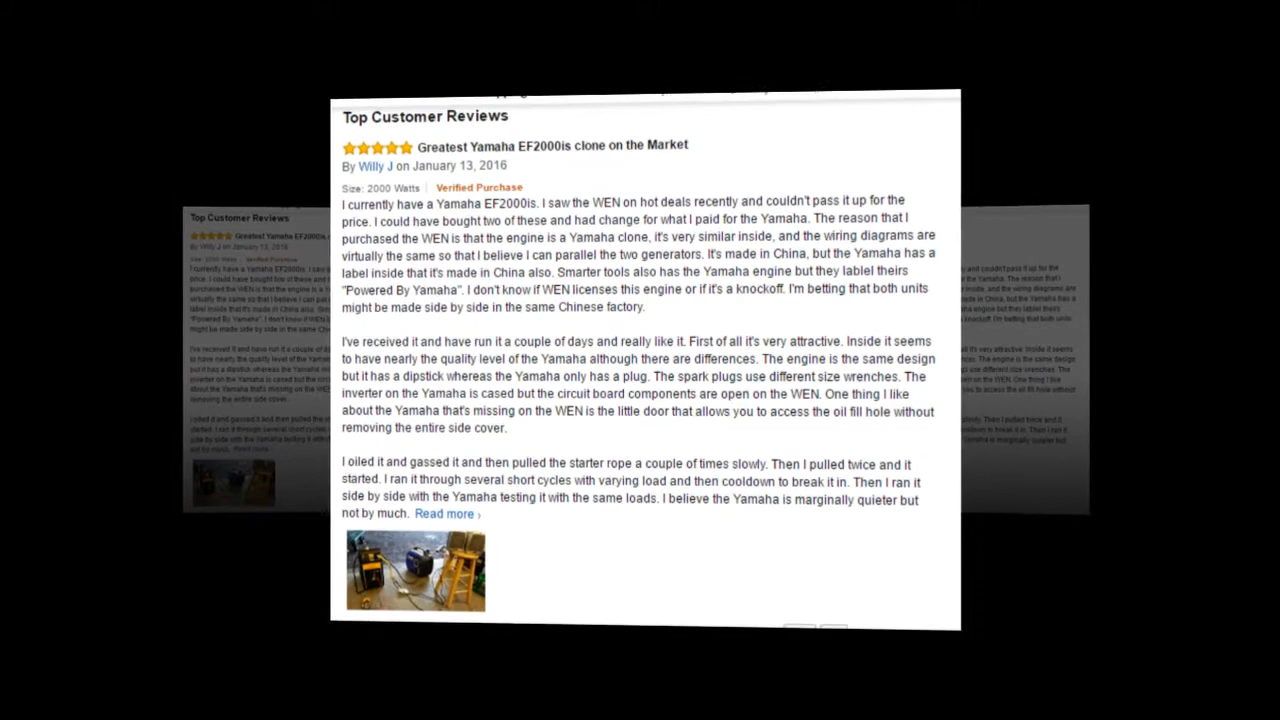 Top Customer Reviews
Greatest Yamaha EF2000is clone on the Market
By Willy J on January 13, 2016
Size: 2000 Watts | Verified Purchase
I currently have a Yamaha EF2000is. I saw the WEN on hot deals recently and couldn't pass it up for the
price. I could have bought two of these and had change for what I paid for the Yamaha. The reason that I
purchased the WEN is that the engine is a Yamaha clone, it's very similar inside, and the wiring diagrams are
virtually the same so that I believe I can parallel the two generators. It's made in China, but the Yamaha has a
label inside that it's made in China also. Smarter tools also has the Yamaha engine but they lablel theirs
"Powered By Yamaha". I don't know if WEN licenses this engine or if it's a knockoff. I'm betting that both units
might be made side by side in the same Chinese factory.
I've received it and have run it a couple of days and really like it. First of all it's very attractive. Inside it seems
to have nearly the quality level of the Yamaha although there are differences. The engine is the same design
but it has a dipstick whereas the Yamaha only has a plug. The spark plugs use different size wrenches. The
inverter on the Yamaha is cased but the circuit board components are open on the WEN. One thing I like
about the Yamaha that's missing on the WEN is the little door that allows you to access the oil fill hole without
removing the entire side cover.
I oiled it and gassed it and then pulled the starter rope a couple of times slowly. Then I pulled twice and it
started. I ran it through several short cycles with varying load and then cooldown to break it in. Then I ran it
side by side with the Yamaha testing it with the same loads. I believe the Yamaha is marginally quieter but
not by much. Read more ›